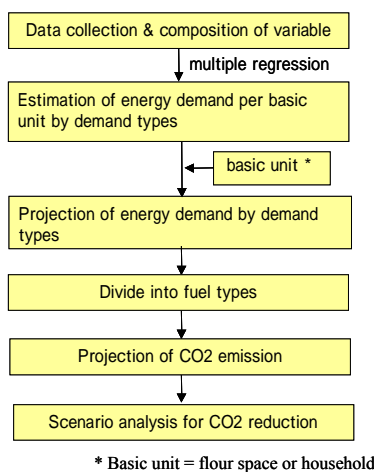 Data collection & composition of variable
multiple regression
Estimation of energy demand per basic
unit by demand types
basic unit *
Projection of energy demand by demand
types
Divide into fuel types
Projection of CO2 emission
Scenario analysis for CO2 reduction
* Basic unit = flour space or household